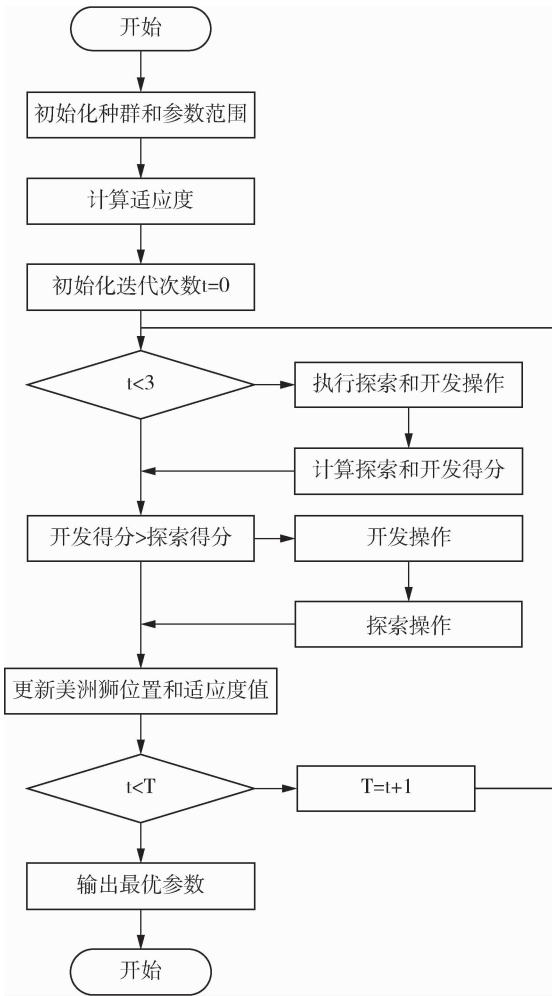 开始
初始化种群和参数范围
计算适应度
初始化迭代次数t=0
t<3
执行探索和开发操作
计算探索和开发得分
开发得分>探索得分
开发操作
探索操作
更新美洲狮位置和适应度值
t<T
T=t+1
输出最优参数
开始